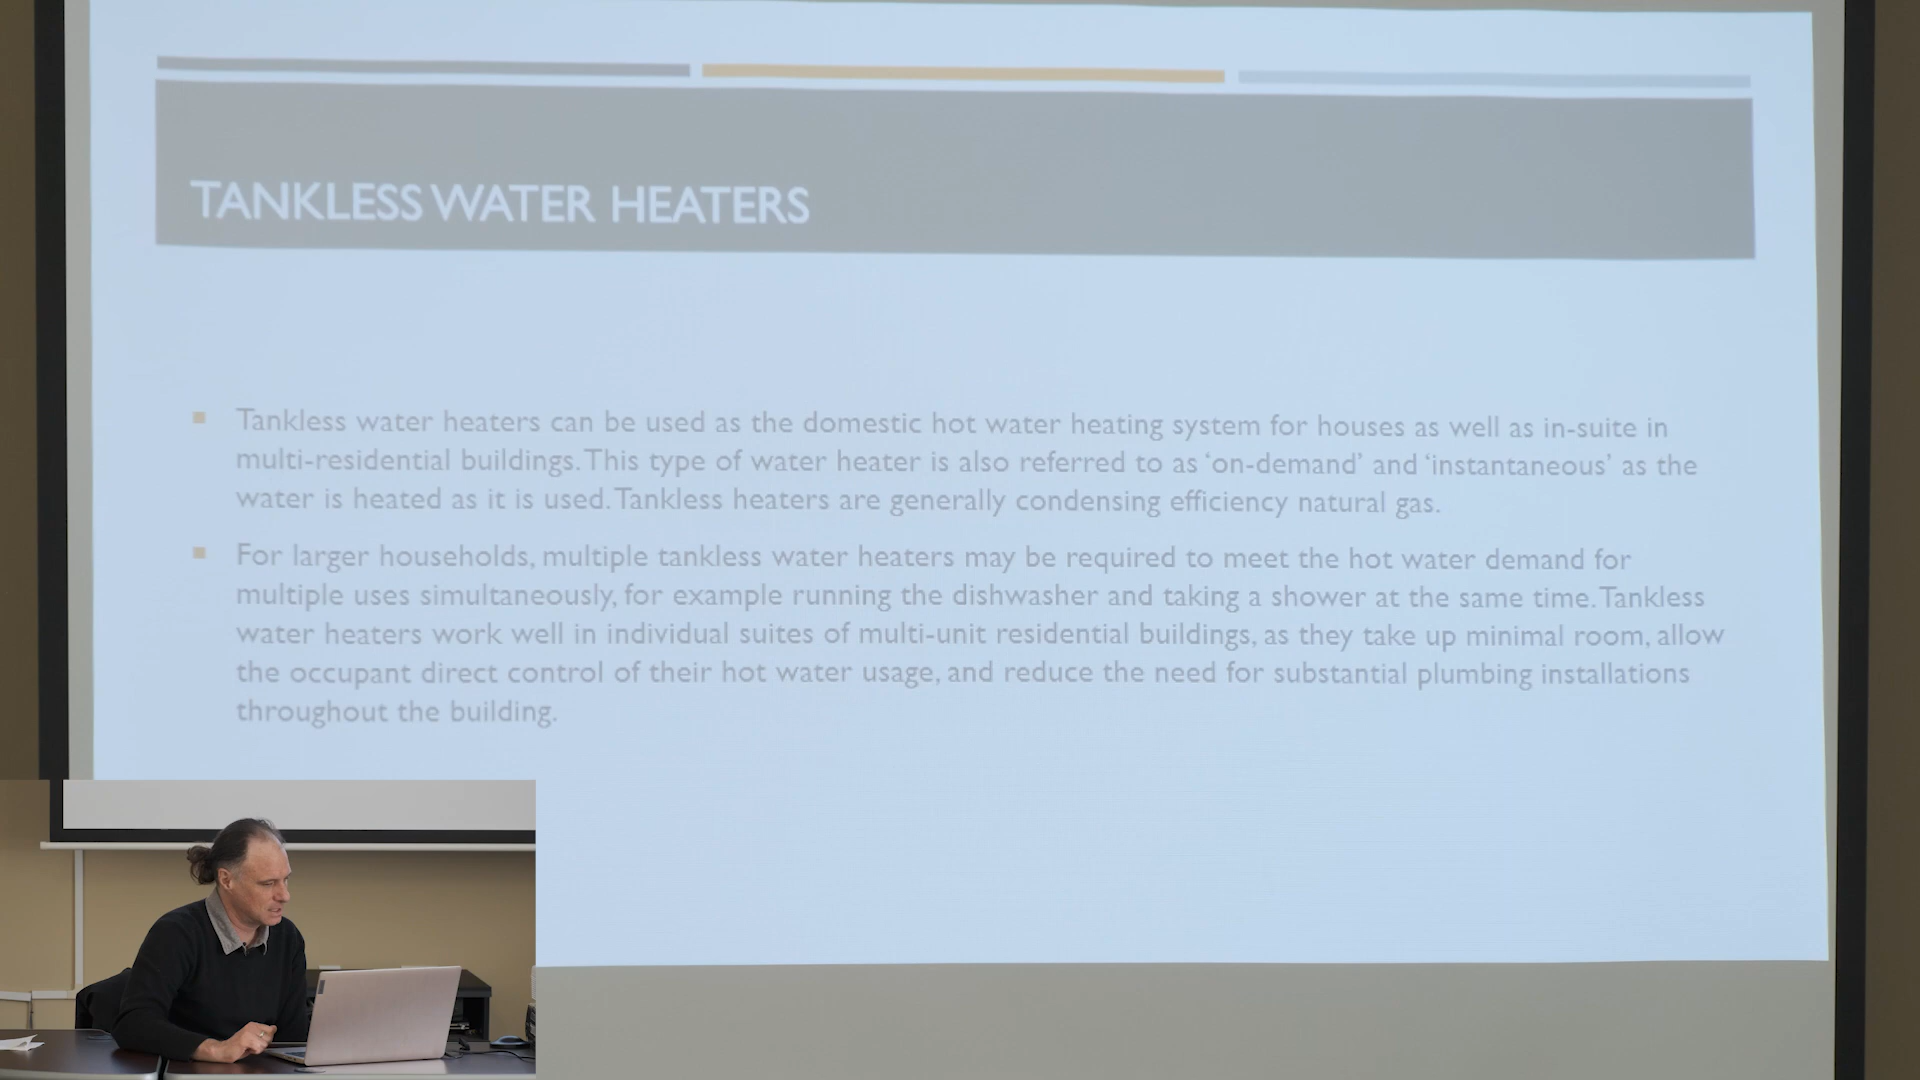 TANKLESS WATER HEATERS
Tankless water heaters can be used as the domestic hot water heating system for houses as well as in-suite in
multi-residential buildings. This type of water heater is also referred to as ‘on-demand’ and ‘instantaneous’ as the
water is heated as it is used. Tankless heaters are generally condensing efficiency natural gas.
For larger households, multiple tankless water heaters may be required to meet the hot water demand for
multiple uses simultaneously, for example running the dishwasher and taking a shower at the same time. Tankless
water heaters work well in individual suites of multi-unit residential buildings, as they take up minimal room, allow
the occupant direct control of their hot water usage, and reduce the need for substantial plumbing installations
throughout the building.